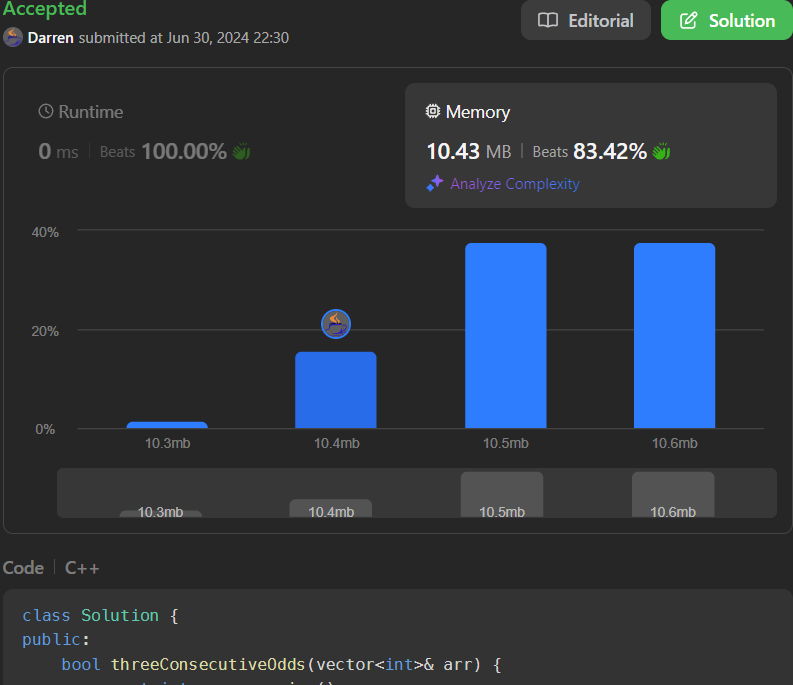 Accepted
Editorial
Solution
Darren submitted at Jun 30, 2024 22:30
Runtime
0 ms | Beats 100.00%
Memory
10.43 MB | Beats 83.42%
Analyze Complexity
40%
20%
0%
10.3mb 10.4mb 10.5mb 10.6mb
10.3mb 10.4mb 10.5mb 10.6mb
Code | C++
class Solution {
public:
bool threeConsecutiveOdds(vector<int>& arr) {